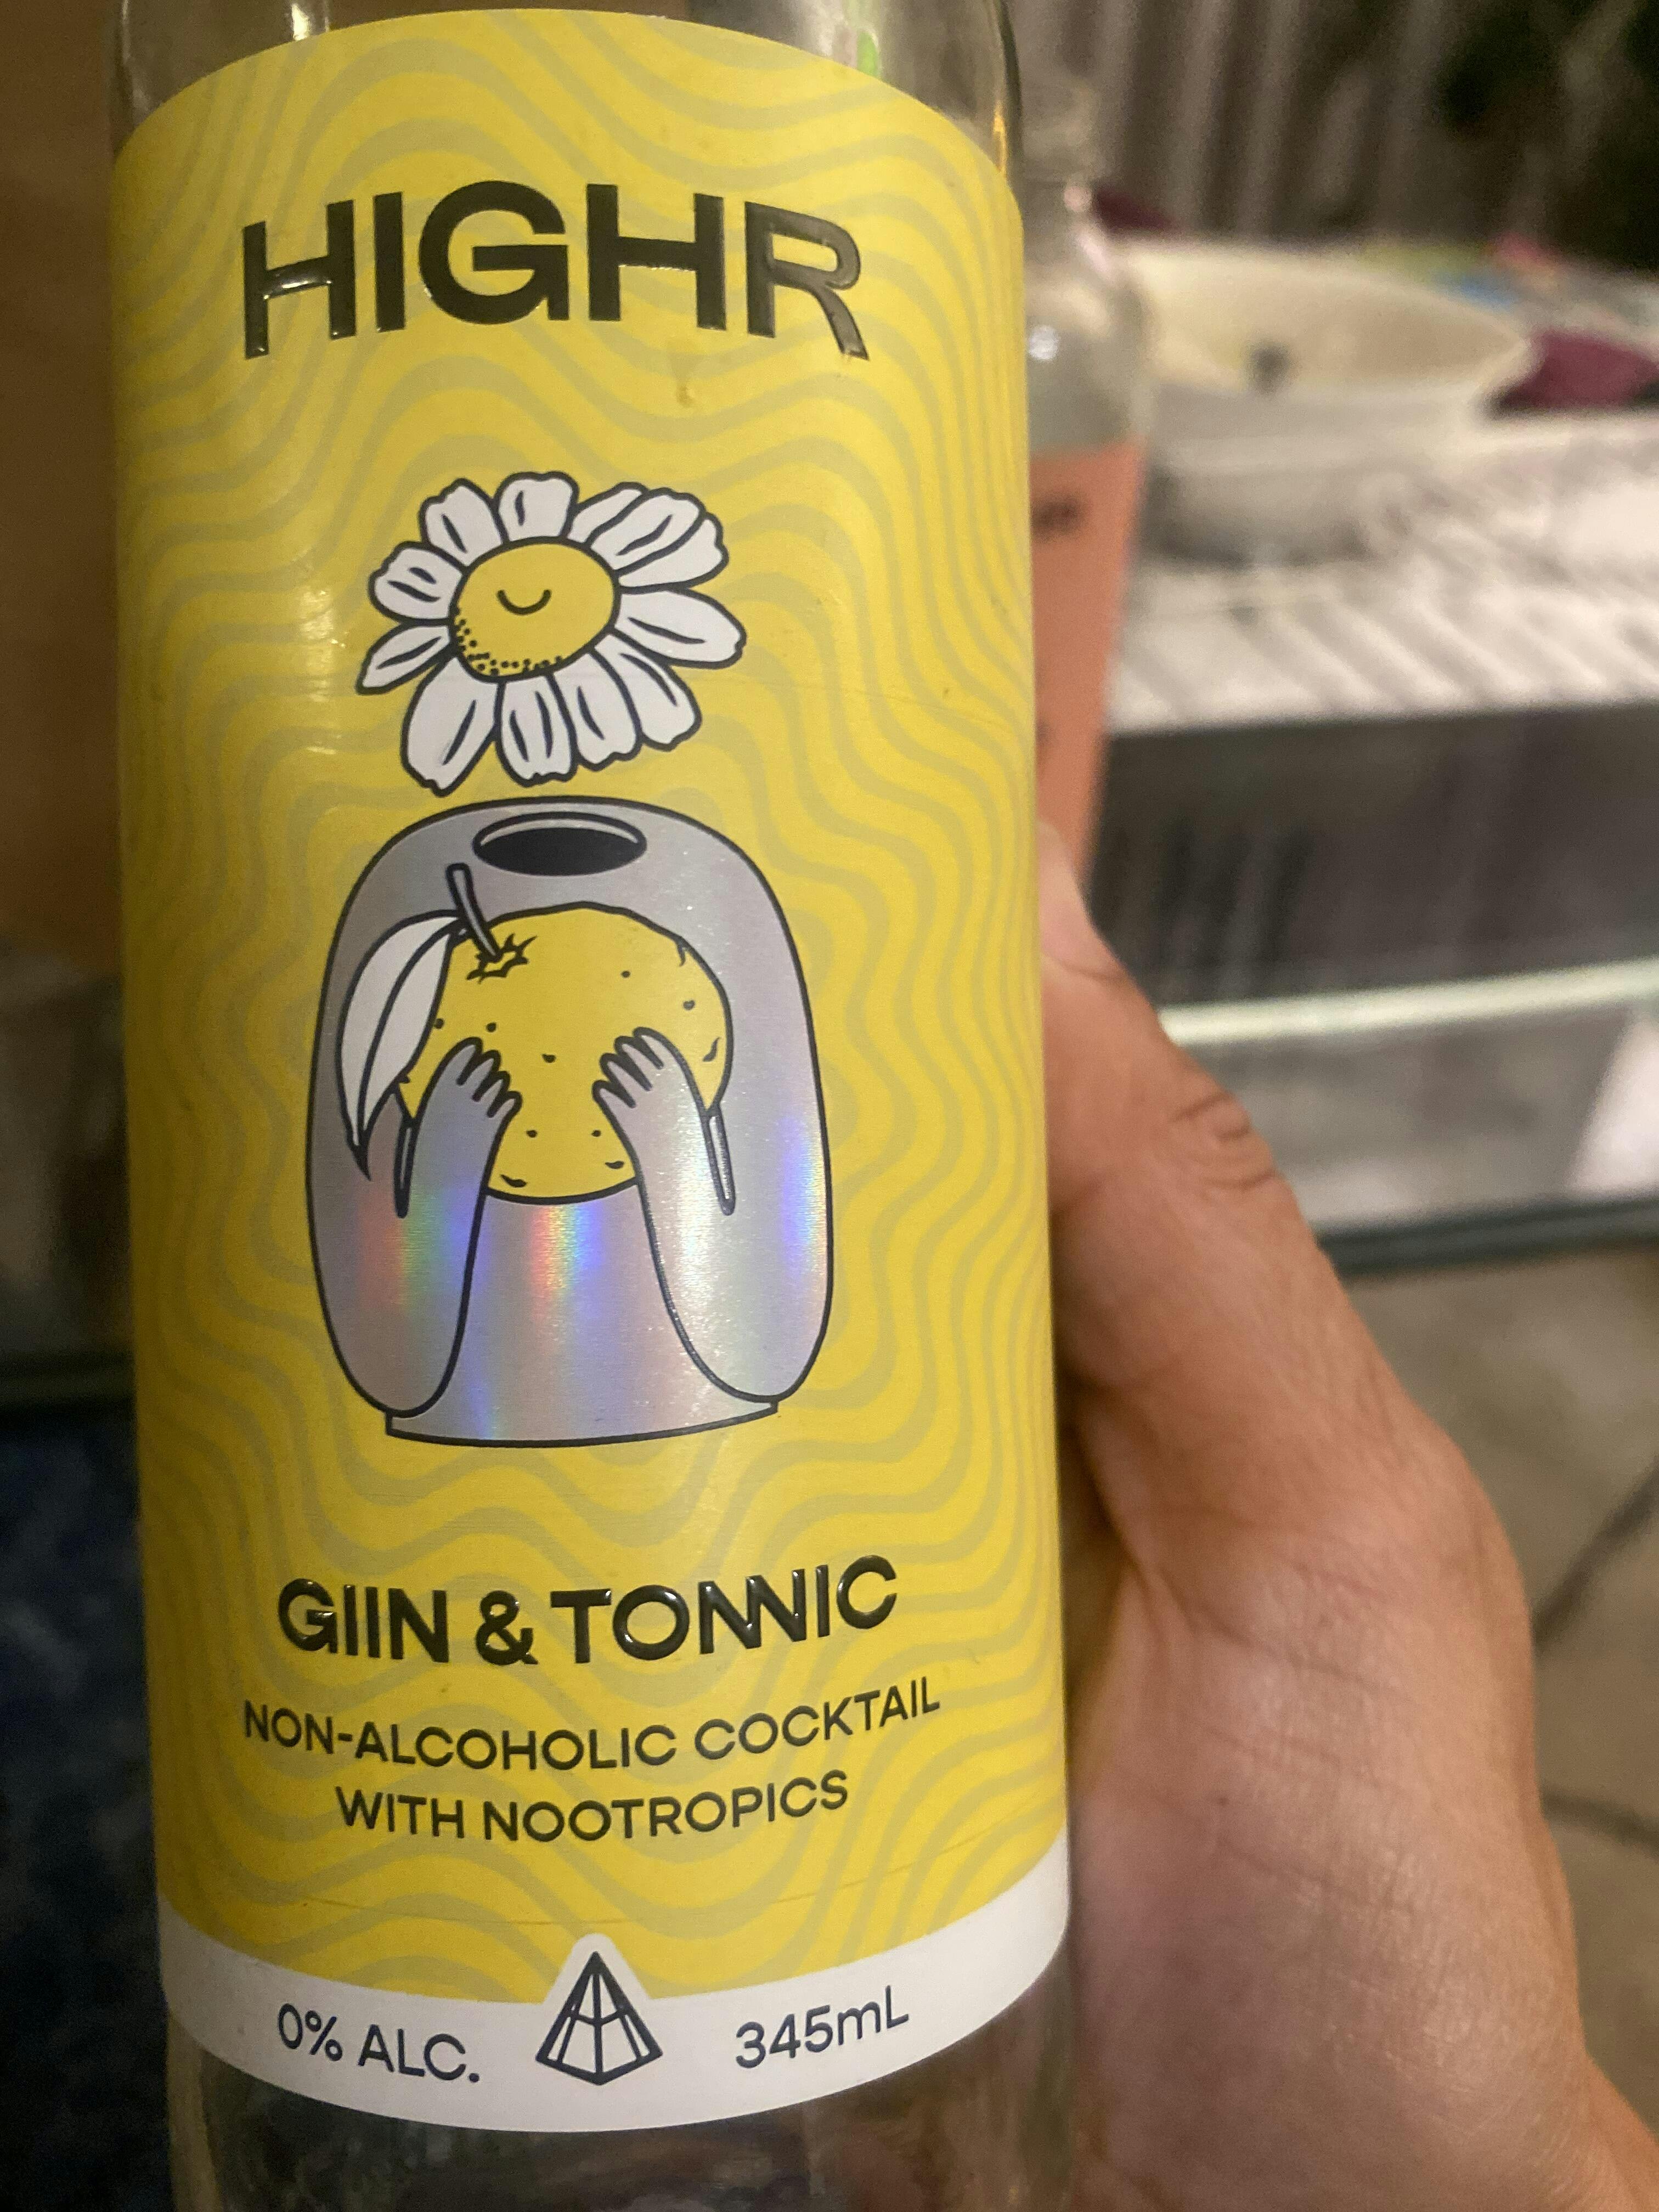 HIGHR
GIIN & TONNIC
NON-ALCOHOLIC COCKTAIL
WITH NOOTROPICS
0% ALC.
345mL